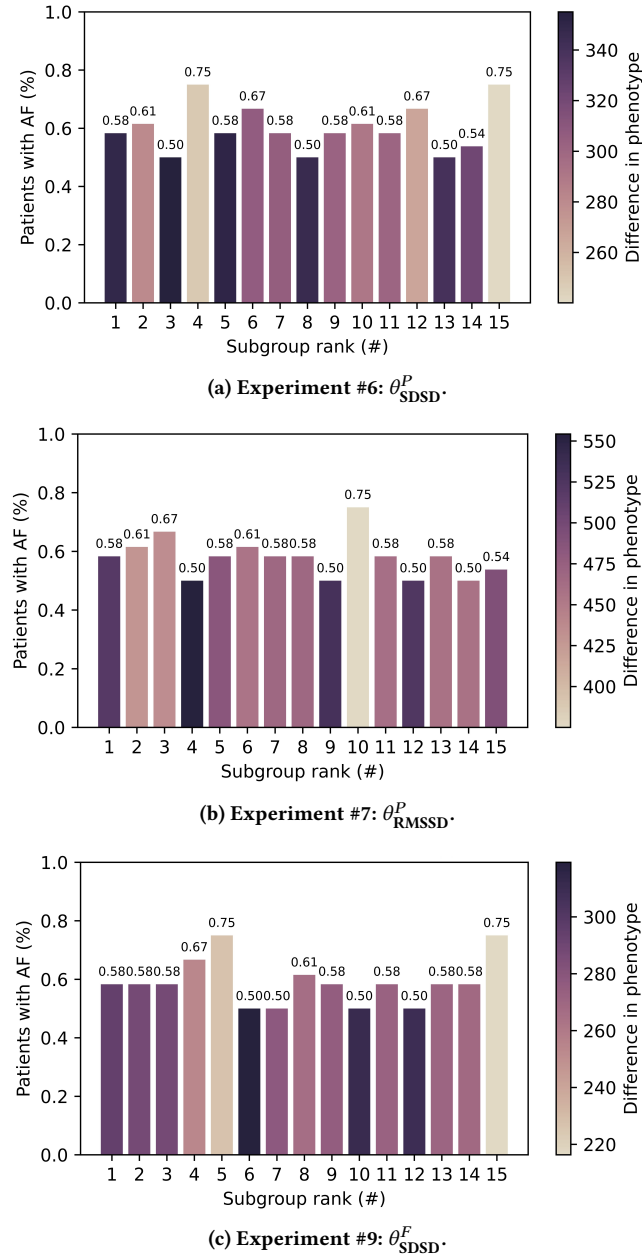 1.0
0.8
0.6
0.4
0.2
0.0
Patients with AF (%)
0.58 0.61 0.50 0.75 0.58 0.67 0.58 0.50 0.58 0.61 0.58 0.67 0.50 0.54 0.75
1 2 3 4 5 6 7 8 9 10 11 12 13 14 15
Subgroup rank (#)
340
320
300
280
260
Difference in phenotype
(a) Experiment #6: θ^P_SDSD.
1.0
0.8
0.6
0.4
0.2
0.0
Patients with AF (%)
0.58 0.61 0.67 0.50 0.58 0.61 0.58 0.58 0.50 0.75 0.58 0.50 0.58 0.50 0.54
1 2 3 4 5 6 7 8 9 10 11 12 13 14 15
Subgroup rank (#)
550
525
500
475
450
425
400
Difference in phenotype
(b) Experiment #7: θ^P_RMSSD.
1.0
0.8
0.6
0.4
0.2
0.0
Patients with AF (%)
0.58 0.58 0.58 0.67 0.75 0.50 0.50 0.61 0.58 0.50 0.58 0.50 0.58 0.58 0.75
1 2 3 4 5 6 7 8 9 10 11 12 13 14 15
Subgroup rank (#)
300
280
260
240
220
Difference in phenotype
(c) Experiment #9: θ^F_SDSD.